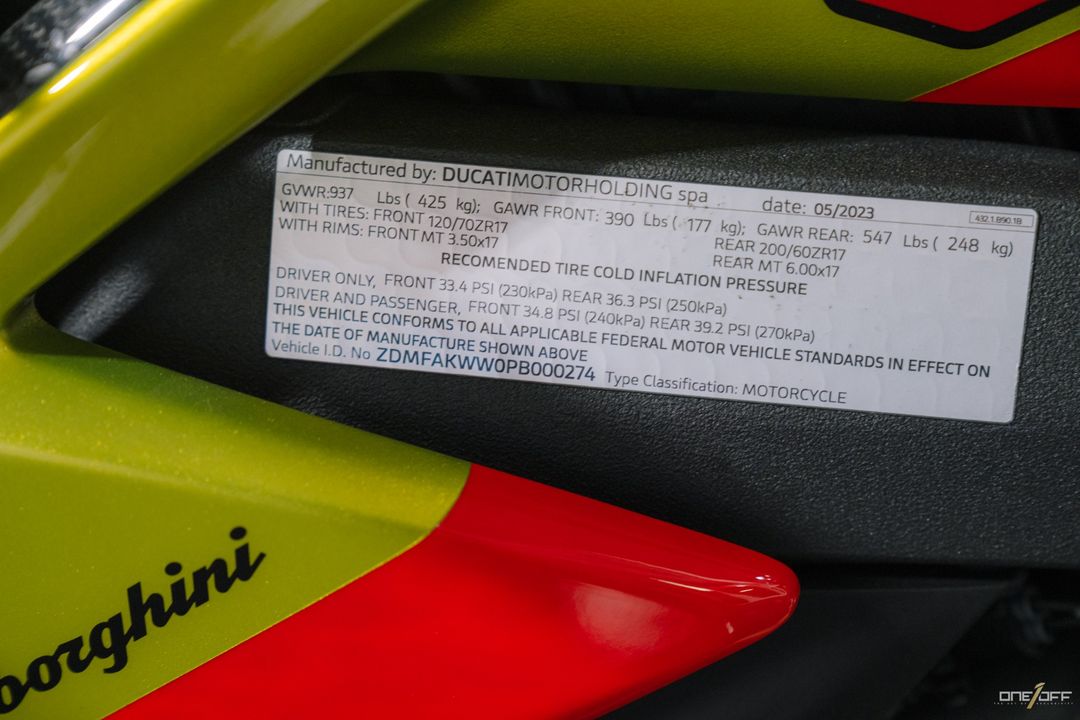 Manufactured by: DUCATIMOTORHOLDING spa date: 05/2023 432.1.B90.1B
GVWR:937 Lbs ( 425 kg); GAWR FRONT: 390 Lbs ( 177 kg); GAWR REAR: 547 Lbs ( 248 kg)
WITH TIRES: FRONT 120/70ZR17 REAR 200/60ZR17
WITH RIMS: FRONT MT 3.50x17 REAR MT 6.00x17
RECOMENDED TIRE COLD INFLATION PRESSURE
DRIVER ONLY, FRONT 33.4 PSI (230kPa) REAR 36.3 PSI (250kPa)
DRIVER AND PASSENGER, FRONT 34.8 PSI (240kPa) REAR 39.2 PSI (270kPa)
THIS VEHICLE CONFORMS TO ALL APPLICABLE FEDERAL MOTOR VEHICLE STANDARDS IN EFFECT ON
THE DATE OF MANUFACTURE SHOWN ABOVE
Vehicle I.D. No ZDMFAKWW0PB000274 Type Classification: MOTORCYCLE
borghini
ONE/OFF